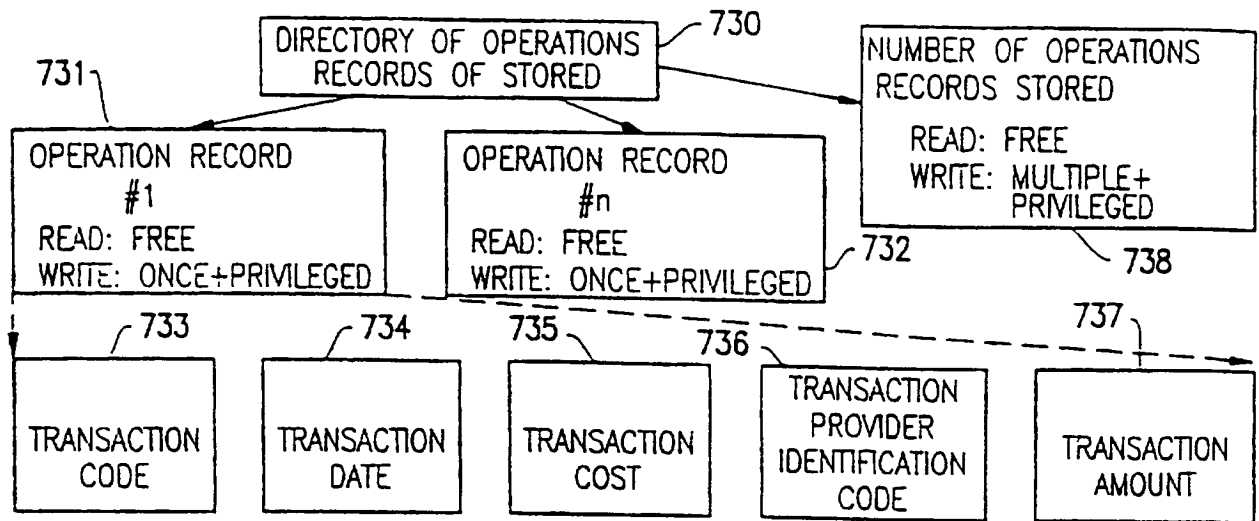 730
DIRECTORY OF OPERATIONS
RECORDS OF STORED
NUMBER OF OPERATIONS
RECORDS STORED
READ: FREE
WRITE: MULTIPLE+
PRIVILEGED
738
731
OPERATION RECORD
#1
READ: FREE
WRITE: ONCE+PRIVILEGED
OPERATION RECORD
#n
READ: FREE
WRITE: ONCE+PRIVILEGED
732
733
TRANSACTION
CODE
734
TRANSACTION
DATE
735
TRANSACTION
COST
736
TRANSACTION
PROVIDER
IDENTIFICATION
CODE
737
TRANSACTION
AMOUNT